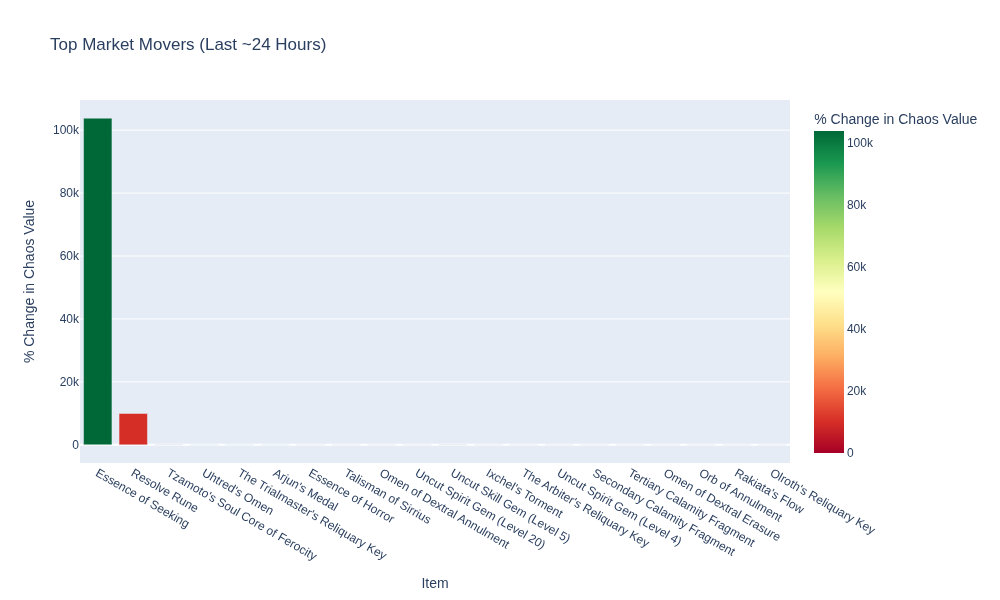 Top Market Movers (Last ~24 Hours)
% Change in Chaos Value
100k
80k
60k
40k
20k
0
% Change in Chaos Value
100k
80k
60k
40k
20k
0
Essence of Seeking
Resolve Rune
Tzamoto's Soul Core of Ferocity
Uhtred's Omen
The Trialmaster's Reliquary Key
Arjun's Medal
Essence of Horror
Talisman of Sirrius
Omen of Dextral Annulment
Uncut Spirit Gem (Level 20)
Uncut Skill Gem (Level 5)
Ixchel's Torment
The Arbiter's Reliquary Key
Uncut Spirit Gem (Level 4)
Secondary Calamity Fragment
Tertiary Calamity Fragment
Omen of Dextral Erasure
Orb of Annulment
Rakiata's Flow
Olroth's Reliquary Key
Item